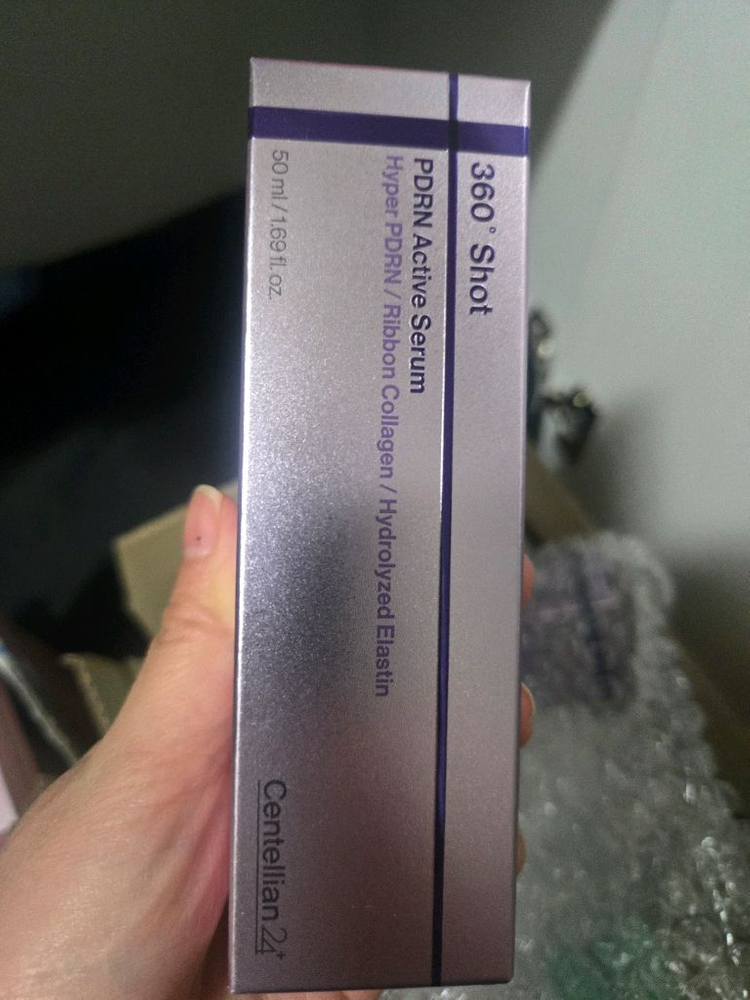 360° Shot
PDRN Active Serum
Hyper PDRN / Ribbon Collagen / Hydrolyzed Elastin
50 ml / 1.69 fl. oz.
Centellian 24⁺